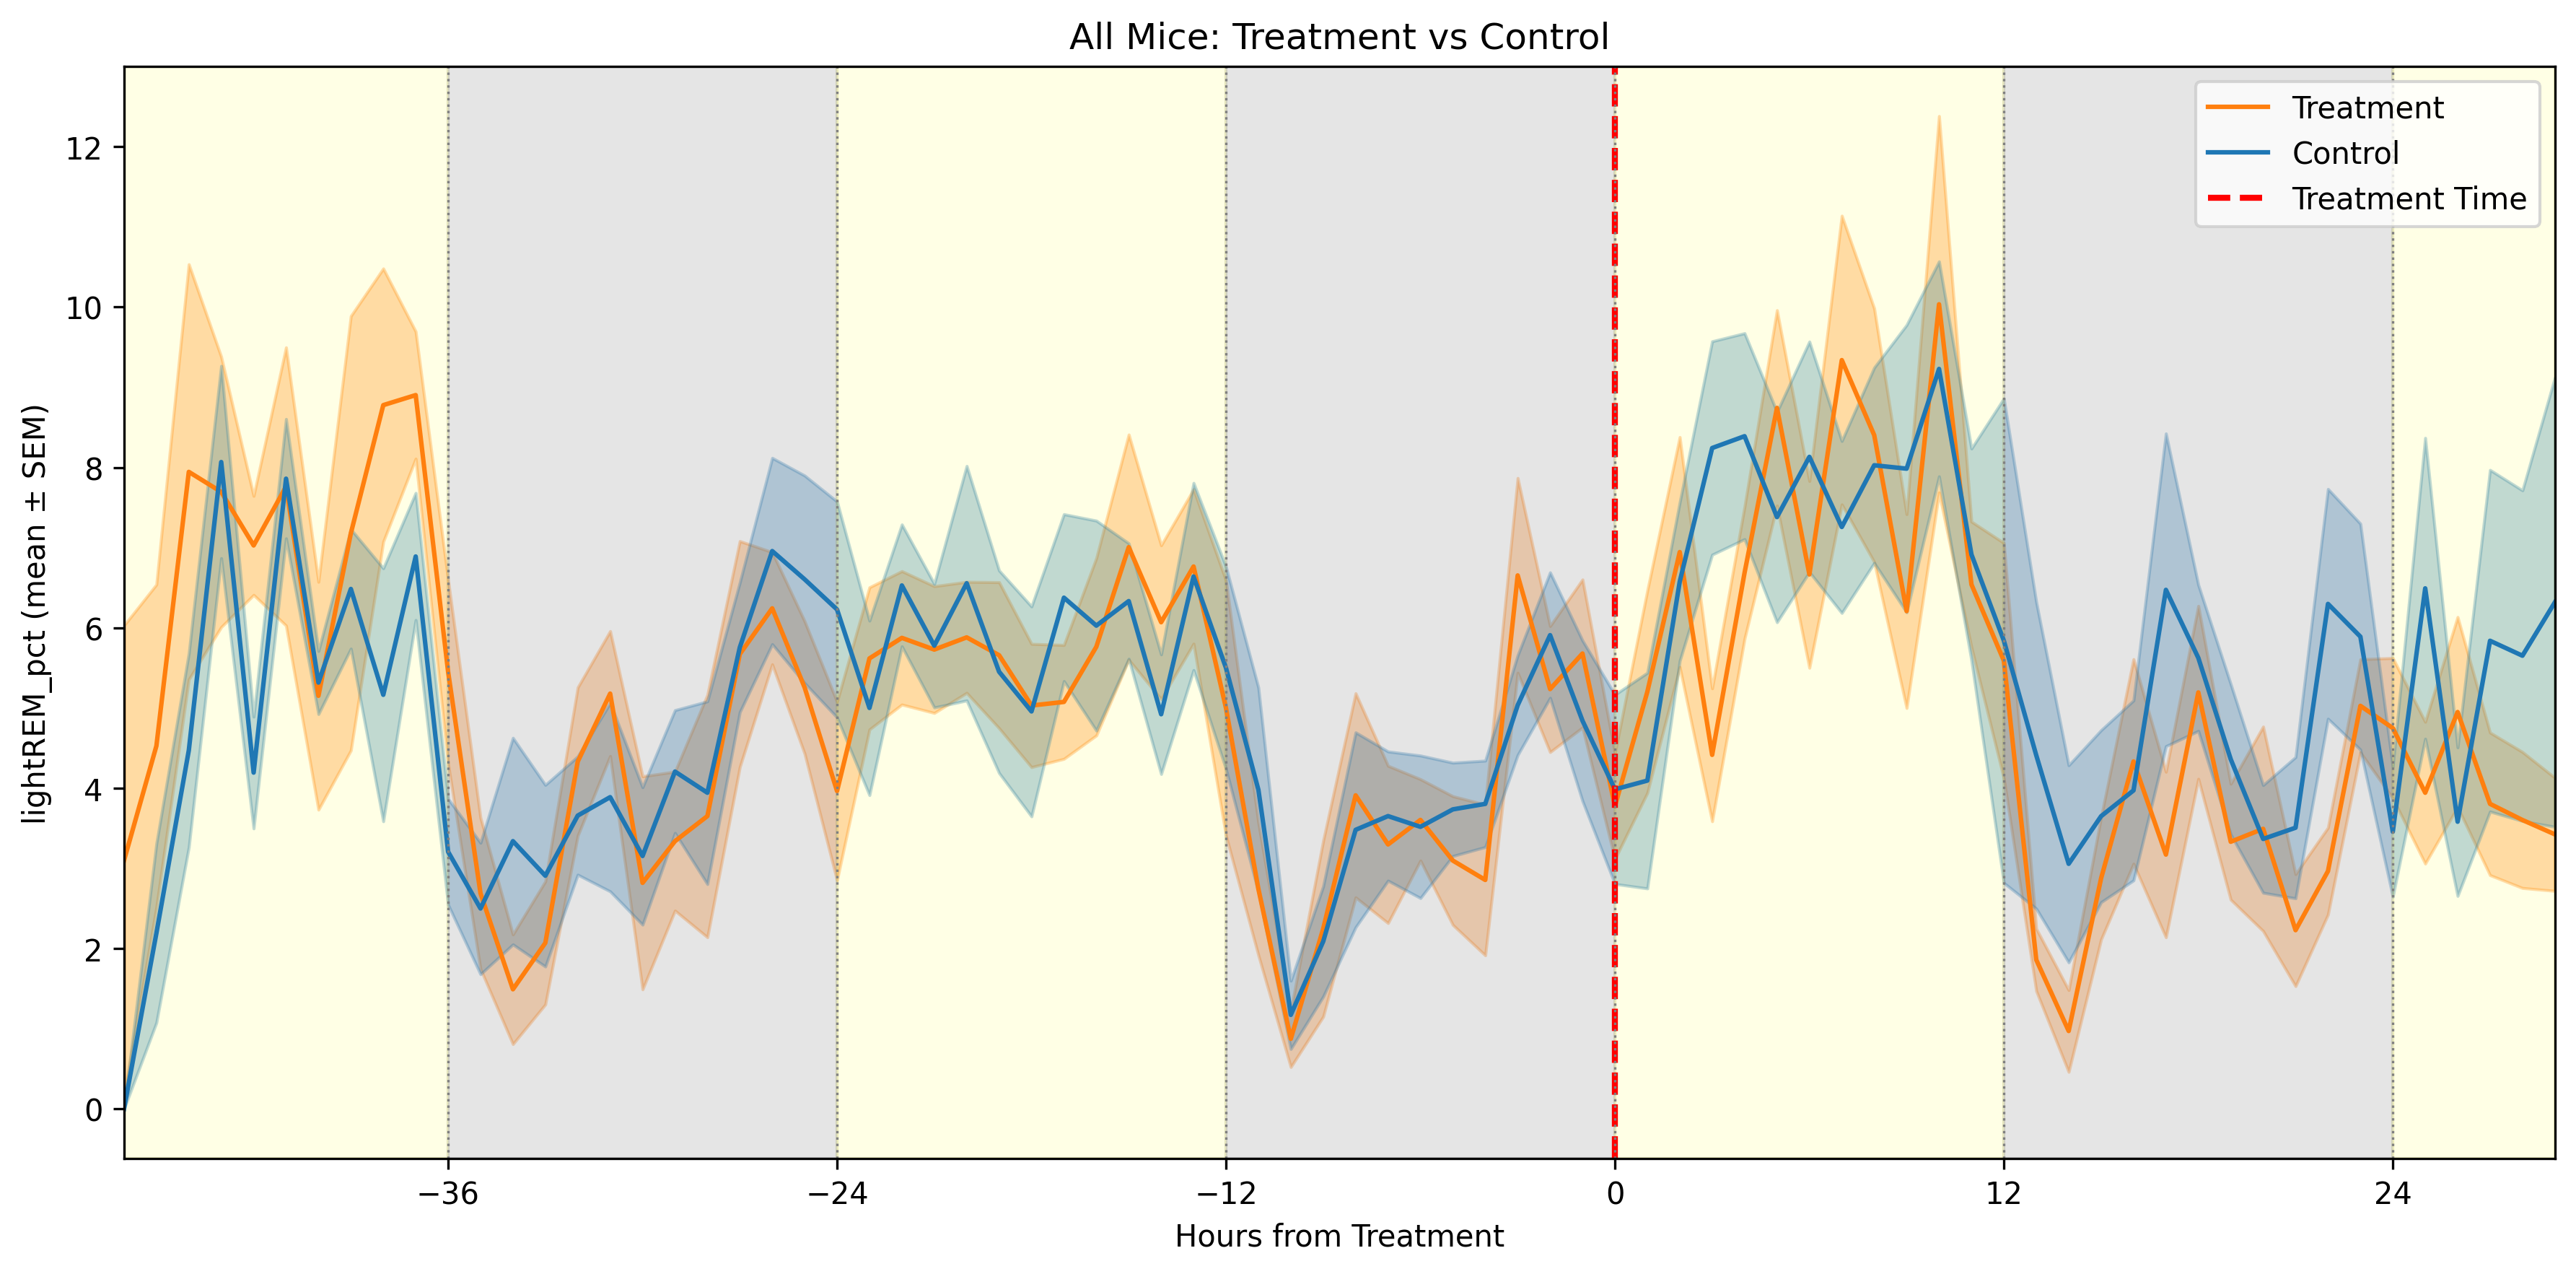 All Mice: Treatment vs Control
Treatment
Control
Treatment Time
lightREM_pct (mean ± SEM)
12
10
8
6
4
2
0
−36
−24
−12
0
12
24
Hours from Treatment